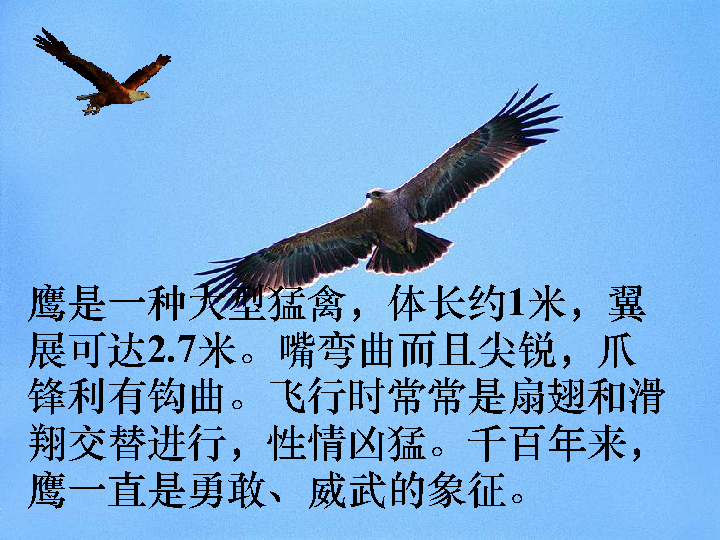 鹰是一种大型猛禽，体长约1米，翼
展可达2.7米。嘴弯曲而且尖锐，爪
锋利有钩曲。飞行时常常是扇翅和滑
翔交替进行，性情凶猛。千百年来，
鹰一直是勇敢、威武的象征。